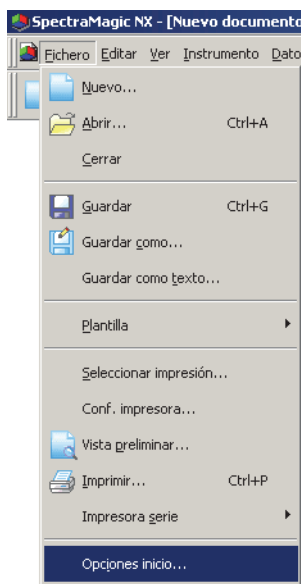 SpectraMagic NX - [Nuevo documento
Fichero Editar Ver Instrumento Dato
Nuevo...
Abrir... Ctrl+A
Cerrar
Guardar Ctrl+G
Guardar como...
Guardar como texto...
Plantilla
Seleccionar impresión...
Conf. impresora...
Vista preliminar...
Imprimir... Ctrl+P
Impresora serie
Opciones inicio...